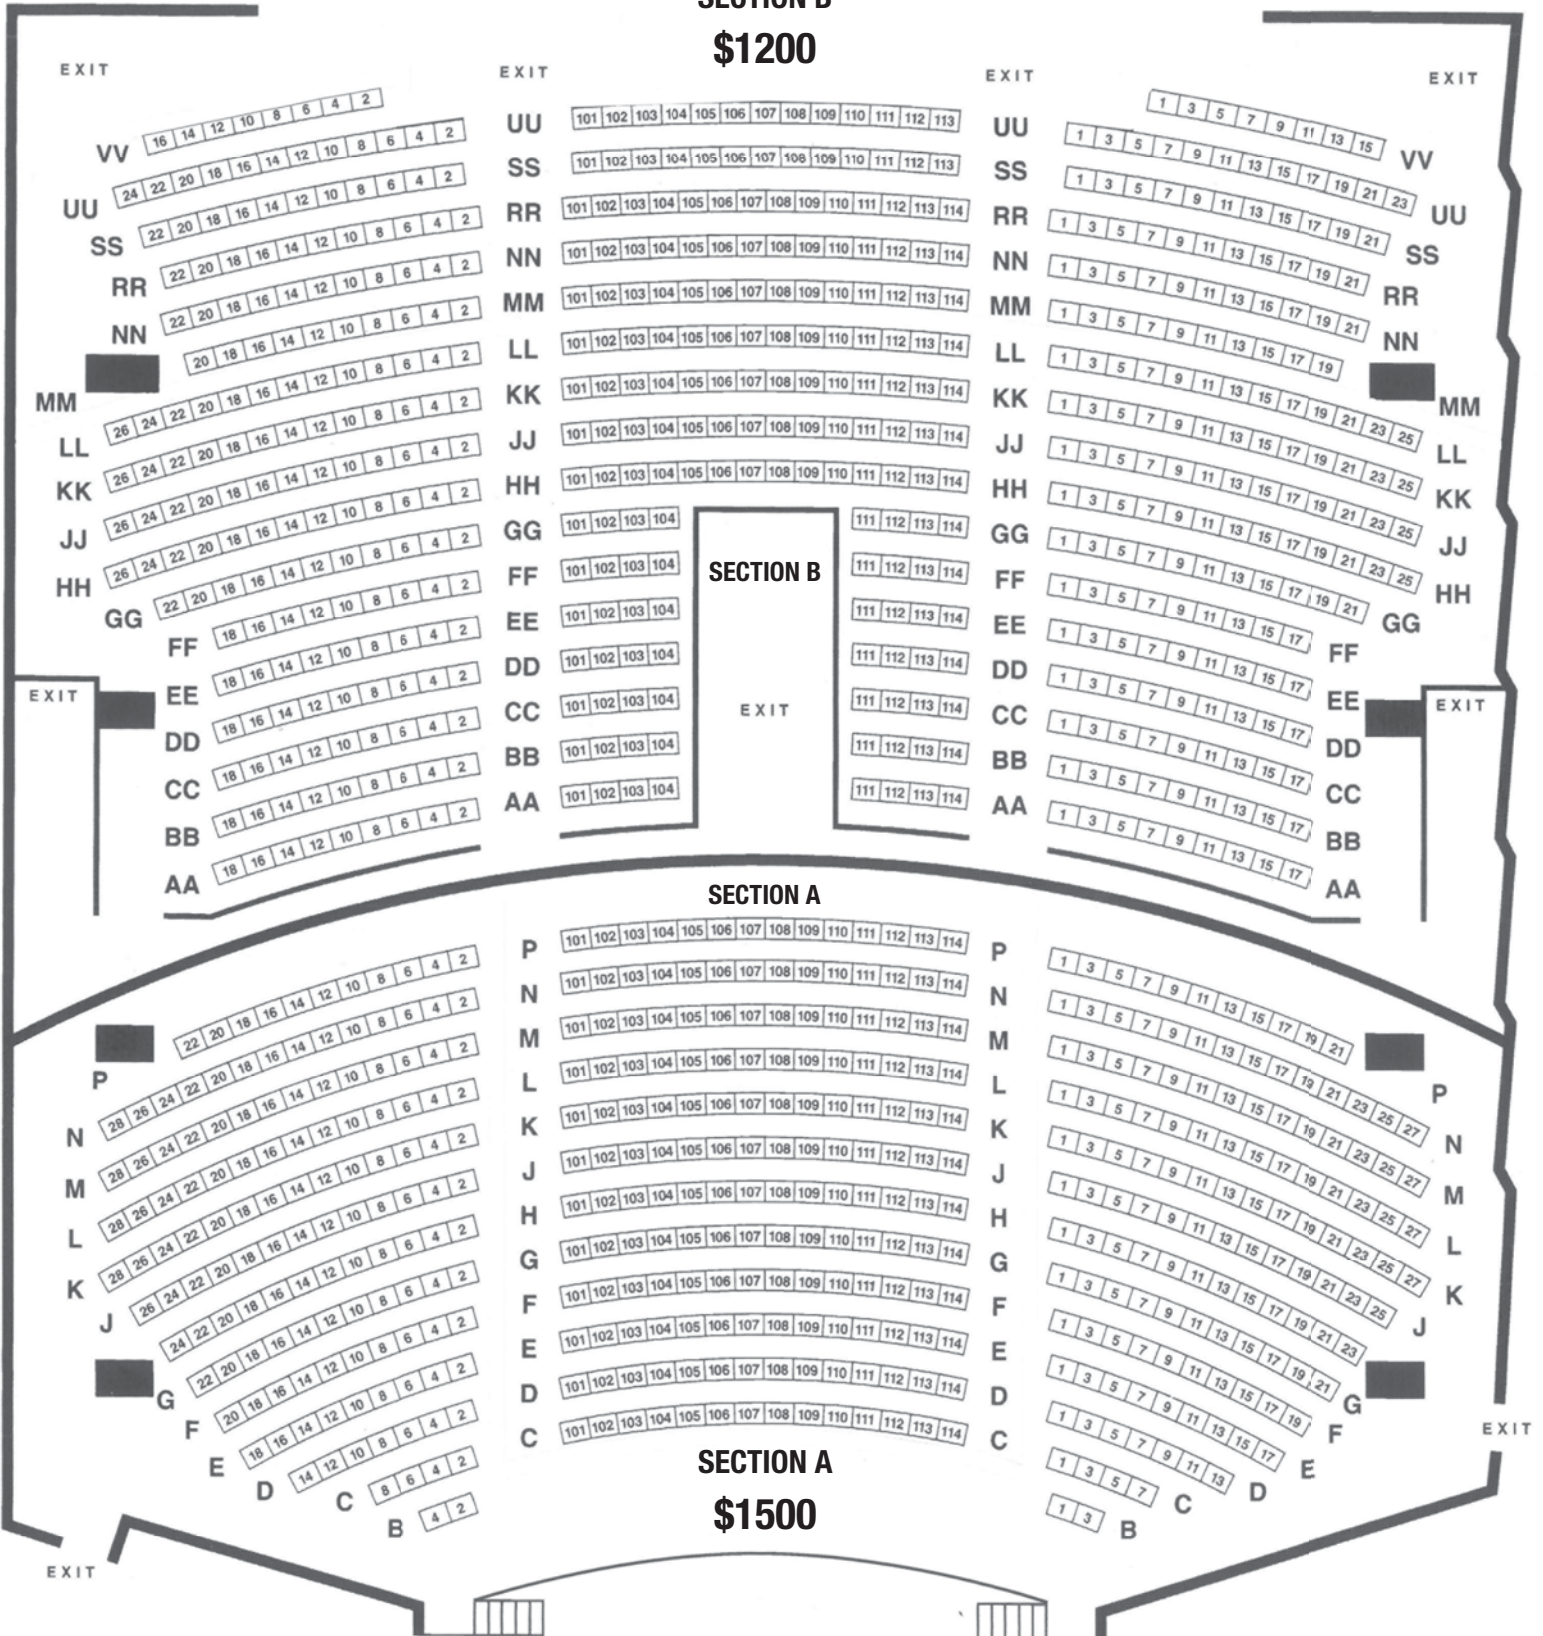 SECTION B
$1200
EXIT EXIT EXIT EXIT
VV 16 14 12 10 8 6 4 2
1 3 5 7 9 11 13 15 VV
UU 24 22 20 18 16 14 12 10 8 6 4 2 UU 101 102 103 104 105 106 107 108 109 110 111 112 113 UU 1 3 5 7 9 11 13 15 17 19 21 23 UU
SS 22 20 18 16 14 12 10 8 6 4 2 SS 101 102 103 104 105 106 107 108 109 110 111 112 113 SS 1 3 5 7 9 11 13 15 17 19 21 SS
RR 22 20 18 16 14 12 10 8 6 4 2 RR 101 102 103 104 105 106 107 108 109 110 111 112 113 114 RR 1 3 5 7 9 11 13 15 17 19 21 RR
NN 22 20 18 16 14 12 10 8 6 4 2 NN 101 102 103 104 105 106 107 108 109 110 111 112 113 114 NN 1 3 5 7 9 11 13 15 17 19 21 NN
MM 20 18 16 14 12 10 8 6 4 2 MM 101 102 103 104 105 106 107 108 109 110 111 112 113 114 MM 1 3 5 7 9 11 13 15 17 19 MM
LL 26 24 22 20 18 16 14 12 10 8 6 4 2 LL 101 102 103 104 105 106 107 108 109 110 111 112 113 114 LL 1 3 5 7 9 11 13 15 17 19 21 23 25 LL
KK 26 24 22 20 18 16 14 12 10 8 6 4 2 KK 101 102 103 104 105 106 107 108 109 110 111 112 113 114 KK 1 3 5 7 9 11 13 15 17 19 21 23 25 KK
JJ 26 24 22 20 18 16 14 12 10 8 6 4 2 JJ 101 102 103 104 105 106 107 108 109 110 111 112 113 114 JJ 1 3 5 7 9 11 13 15 17 19 21 23 25 JJ
HH 26 24 22 20 18 16 14 12 10 8 6 4 2 HH 101 102 103 104 105 106 107 108 109 110 111 112 113 114 HH 1 3 5 7 9 11 13 15 17 19 21 23 25 HH
GG 22 20 18 16 14 12 10 8 6 4 2 GG 101 102 103 104 111 112 113 114 GG 1 3 5 7 9 11 13 15 17 19 21 GG
SECTION B
FF 18 16 14 12 10 8 6 4 2 FF 101 102 103 104 111 112 113 114 FF 1 3 5 7 9 11 13 15 17 FF
EE 18 16 14 12 10 8 6 4 2 EE 101 102 103 104 111 112 113 114 EE 1 3 5 7 9 11 13 15 17 EE
DD 18 16 14 12 10 8 6 4 2 DD 101 102 103 104 111 112 113 114 DD 1 3 5 7 9 11 13 15 17 DD
EXIT EXIT EXIT
CC 18 16 14 12 10 8 6 4 2 CC 101 102 103 104 111 112 113 114 CC 1 3 5 7 9 11 13 15 17 CC
BB 18 16 14 12 10 8 6 4 2 BB 101 102 103 104 111 112 113 114 BB 1 3 5 7 9 11 13 15 17 BB
AA 18 16 14 12 10 8 6 4 2 AA 101 102 103 104 111 112 113 114 AA 1 3 5 7 9 11 13 15 17 AA
SECTION A
P 22 20 18 16 14 12 10 8 6 4 2 P 101 102 103 104 105 106 107 108 109 110 111 112 113 114 P 1 3 5 7 9 11 13 15 17 19 21 P
N 28 26 24 22 20 18 16 14 12 10 8 6 4 2 N 101 102 103 104 105 106 107 108 109 110 111 112 113 114 N 1 3 5 7 9 11 13 15 17 19 21 23 25 27 N
M 28 26 24 22 20 18 16 14 12 10 8 6 4 2 M 101 102 103 104 105 106 107 108 109 110 111 112 113 114 M 1 3 5 7 9 11 13 15 17 19 21 23 25 27 M
L 28 26 24 22 20 18 16 14 12 10 8 6 4 2 L 101 102 103 104 105 106 107 108 109 110 111 112 113 114 L 1 3 5 7 9 11 13 15 17 19 21 23 25 27 L
K 28 26 24 22 20 18 16 14 12 10 8 6 4 2 K 101 102 103 104 105 106 107 108 109 110 111 112 113 114 K 1 3 5 7 9 11 13 15 17 19 21 23 25 27 K
J 26 24 22 20 18 16 14 12 10 8 6 4 2 J 101 102 103 104 105 106 107 108 109 110 111 112 113 114 J 1 3 5 7 9 11 13 15 17 19 21 23 25 J
24 22 20 18 16 14 12 10 8 6 4 2 H 101 102 103 104 105 106 107 108 109 110 111 112 113 114 H 1 3 5 7 9 11 13 15 17 19 21 23
G 22 20 18 16 14 12 10 8 6 4 2 G 101 102 103 104 105 106 107 108 109 110 111 112 113 114 G 1 3 5 7 9 11 13 15 17 19 21 G
F 20 18 16 14 12 10 8 6 4 2 F 101 102 103 104 105 106 107 108 109 110 111 112 113 114 F 1 3 5 7 9 11 13 15 17 19 F
E 18 16 14 12 10 8 6 4 2 E 101 102 103 104 105 106 107 108 109 110 111 112 113 114 E 1 3 5 7 9 11 13 15 17 E
D 14 12 10 8 6 4 2 D 101 102 103 104 105 106 107 108 109 110 111 112 113 114 D 1 3 5 7 9 11 13 D
EXIT
C 8 6 4 2 C 101 102 103 104 105 106 107 108 109 110 111 112 113 114 C 1 3 5 7 C
SECTION A
B 4 2 1 3 B
$1500
EXIT